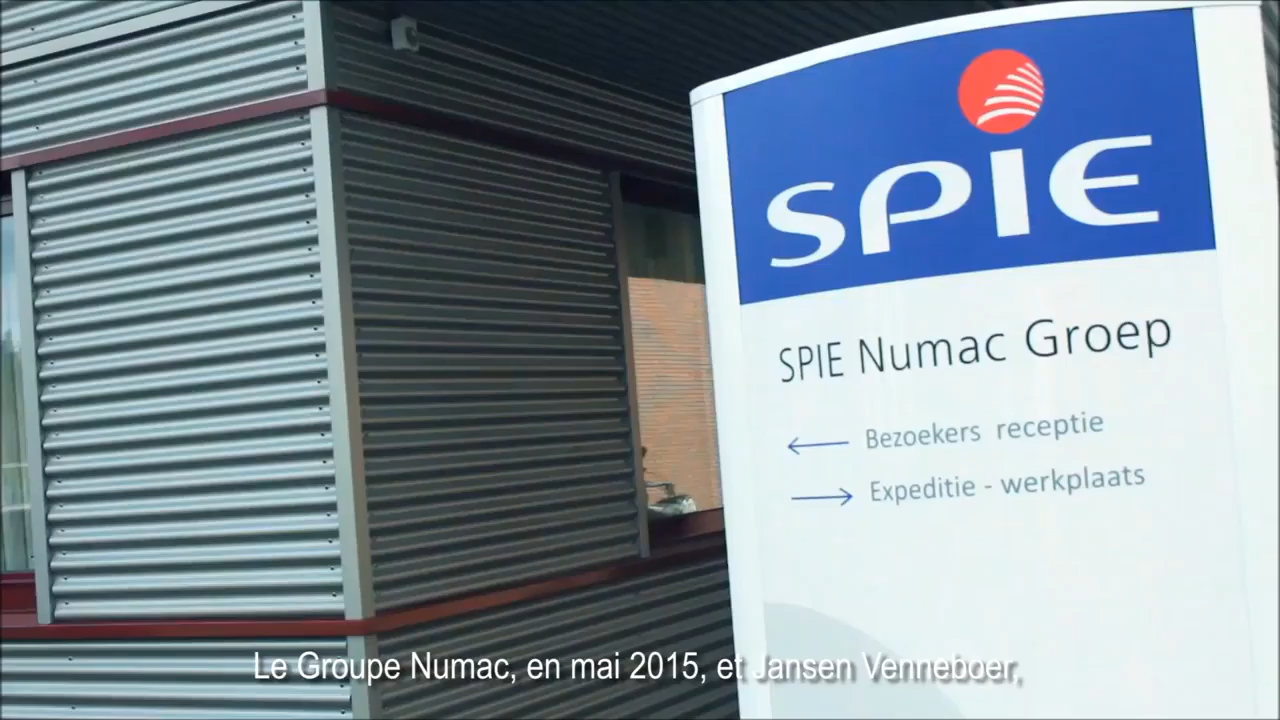 SPIE
SPIE Numac Groep
Bezoekers receptie
Expeditie - werkplaats
Le Groupe Numac, en mai 2015, et Jansen Venneboer,